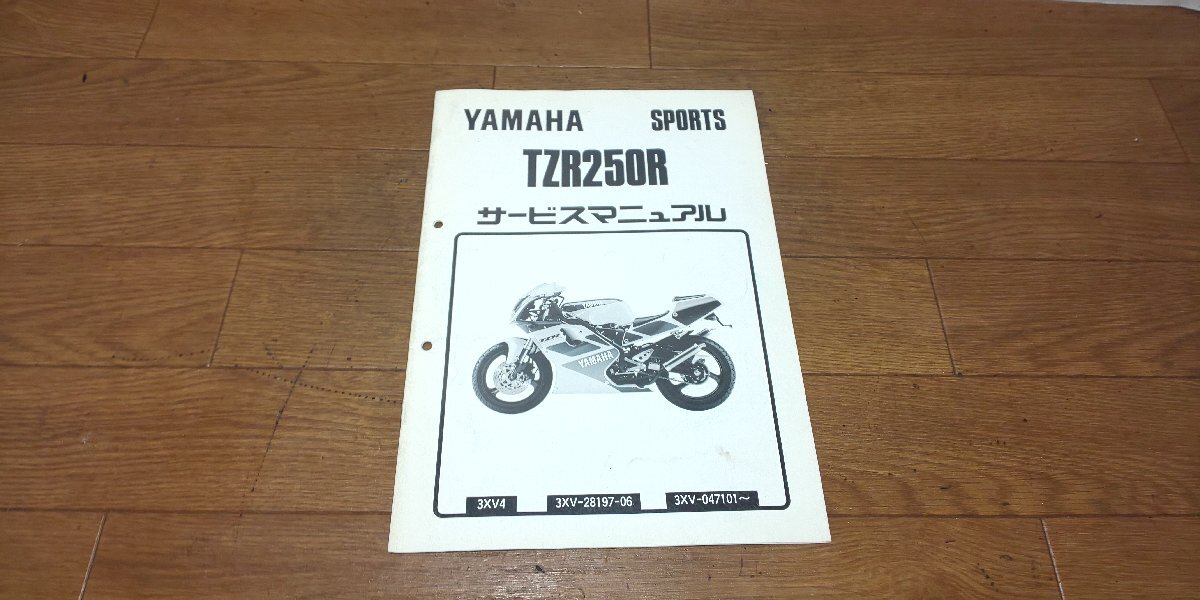 YAMAHA SPORTS
TZR250R
サービスマニュアル
YAMAHA
3XV4 3XV-28197-06 3XV-047101～